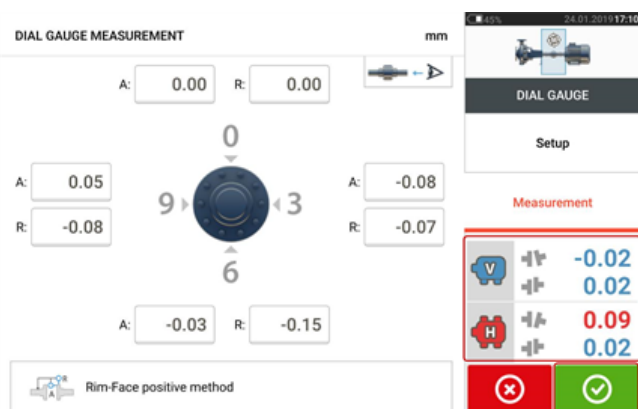 45% 24.01.2019 17:10
DIAL GAUGE MEASUREMENT mm
A: 0.00 R: 0.00
DIAL GAUGE
0
Setup
A: 0.05 A: -0.08
9 3
Measurement
R: -0.08 R: -0.07
6
V -0.02
0.02
A: -0.03 R: -0.15
H 0.09
0.02
A R
Rim-Face positive method